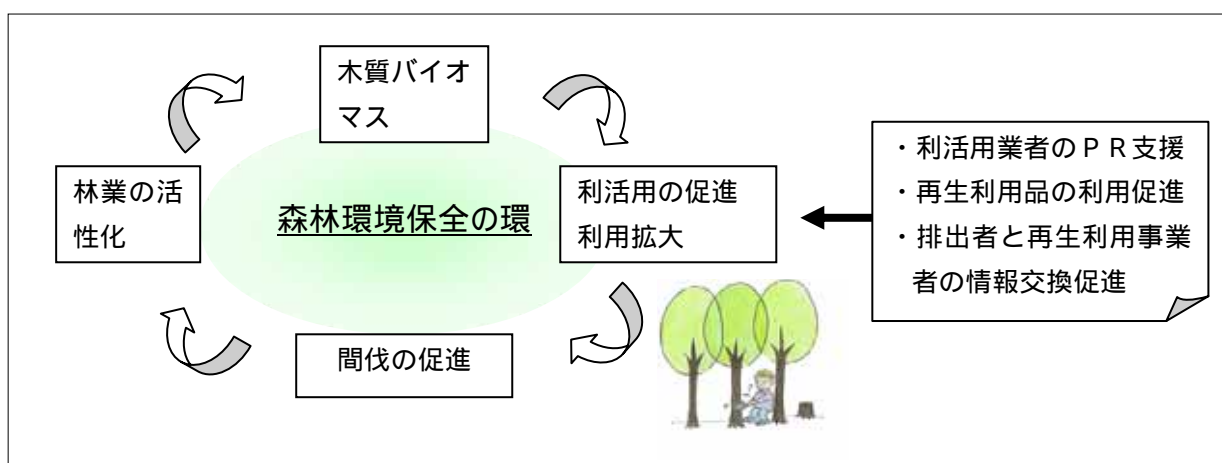 木質バイオ
マス
林業の活
性化
森林環境保全の環
利活用の促進
利用拡大
間伐の促進
・利活用業者のＰＲ支援
・再生利用品の利用促進
・排出者と再生利用事業
者の情報交換促進